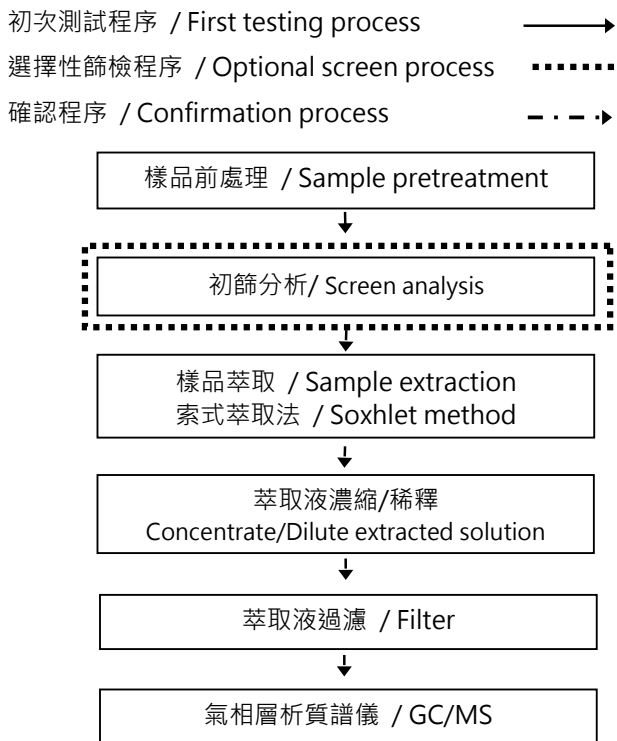 初次測試程序 / First testing process
選擇性篩檢程序 / Optional screen process
確認程序 / Confirmation process
樣品前處理 / Sample pretreatment
初篩分析/ Screen analysis
樣品萃取 / Sample extraction
索式萃取法 / Soxhlet method
萃取液濃縮/稀釋
Concentrate/Dilute extracted solution
萃取液過濾 / Filter
氣相層析質譜儀 / GC/MS